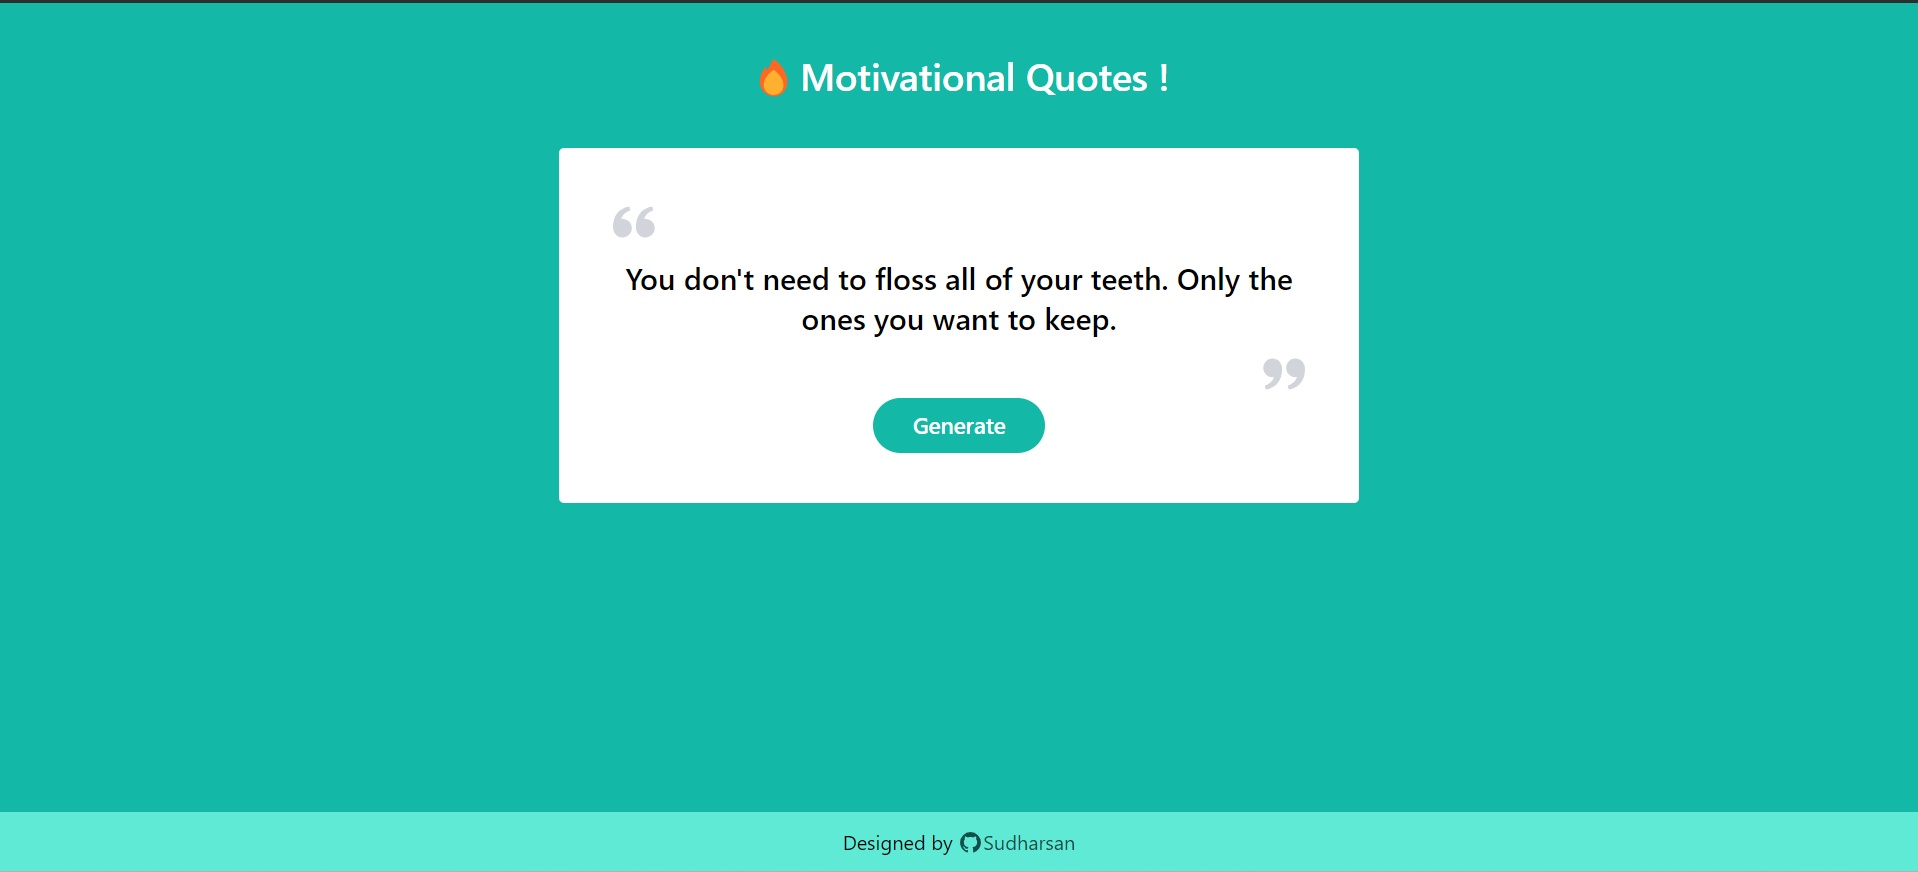 🔥 Motivational Quotes !
“
You don't need to floss all of your teeth. Only the
ones you want to keep.
”
Generate
Designed by Sudharsan